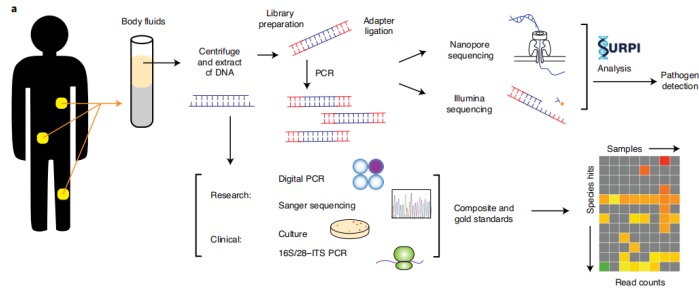 a
Body fluids
Centrifuge
and extract
cf DNA
Library
preparation
Adapter
ligation
PCR
Nanopore
sequencing
Illumina
sequencing
SURPI
Analysis
Pathogen
detection
Research:
Clinical:
Digital PCR
Sanger sequencing
Culture
16S/28–ITS PCR
Composite and
gold standards
Samples
Species hits
Read counts